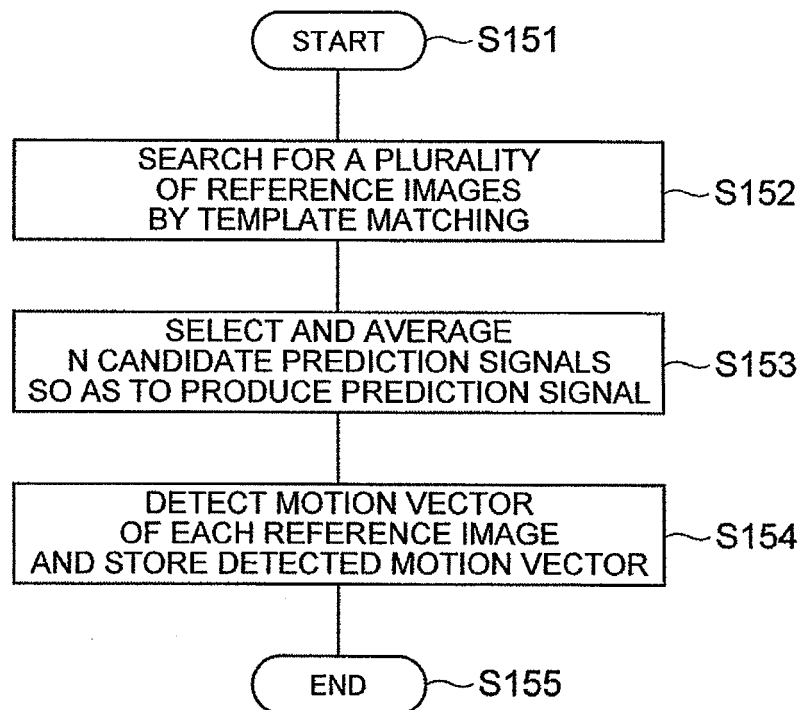 START S151
SEARCH FOR A PLURALITY
OF REFERENCE IMAGES
BY TEMPLATE MATCHING
S152
SELECT AND AVERAGE
N CANDIDATE PREDICTION SIGNALS
SO AS TO PRODUCE PREDICTION SIGNAL
S153
DETECT MOTION VECTOR
OF EACH REFERENCE IMAGE
AND STORE DETECTED MOTION VECTOR
S154
END S155